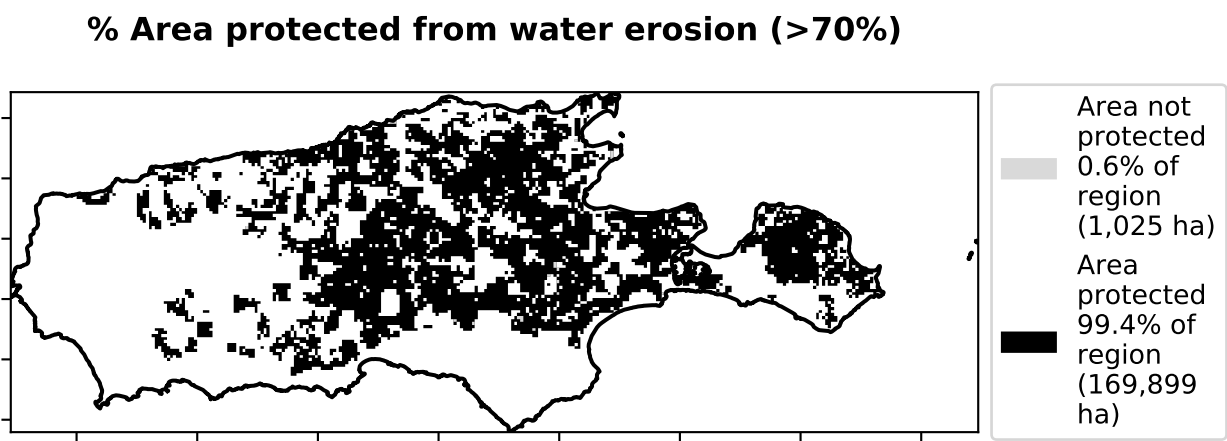 % Area protected from water erosion (>70%)
Area not
protected
0.6% of
region
(1,025 ha)
Area
protected
99.4% of
region
(169,899
ha)